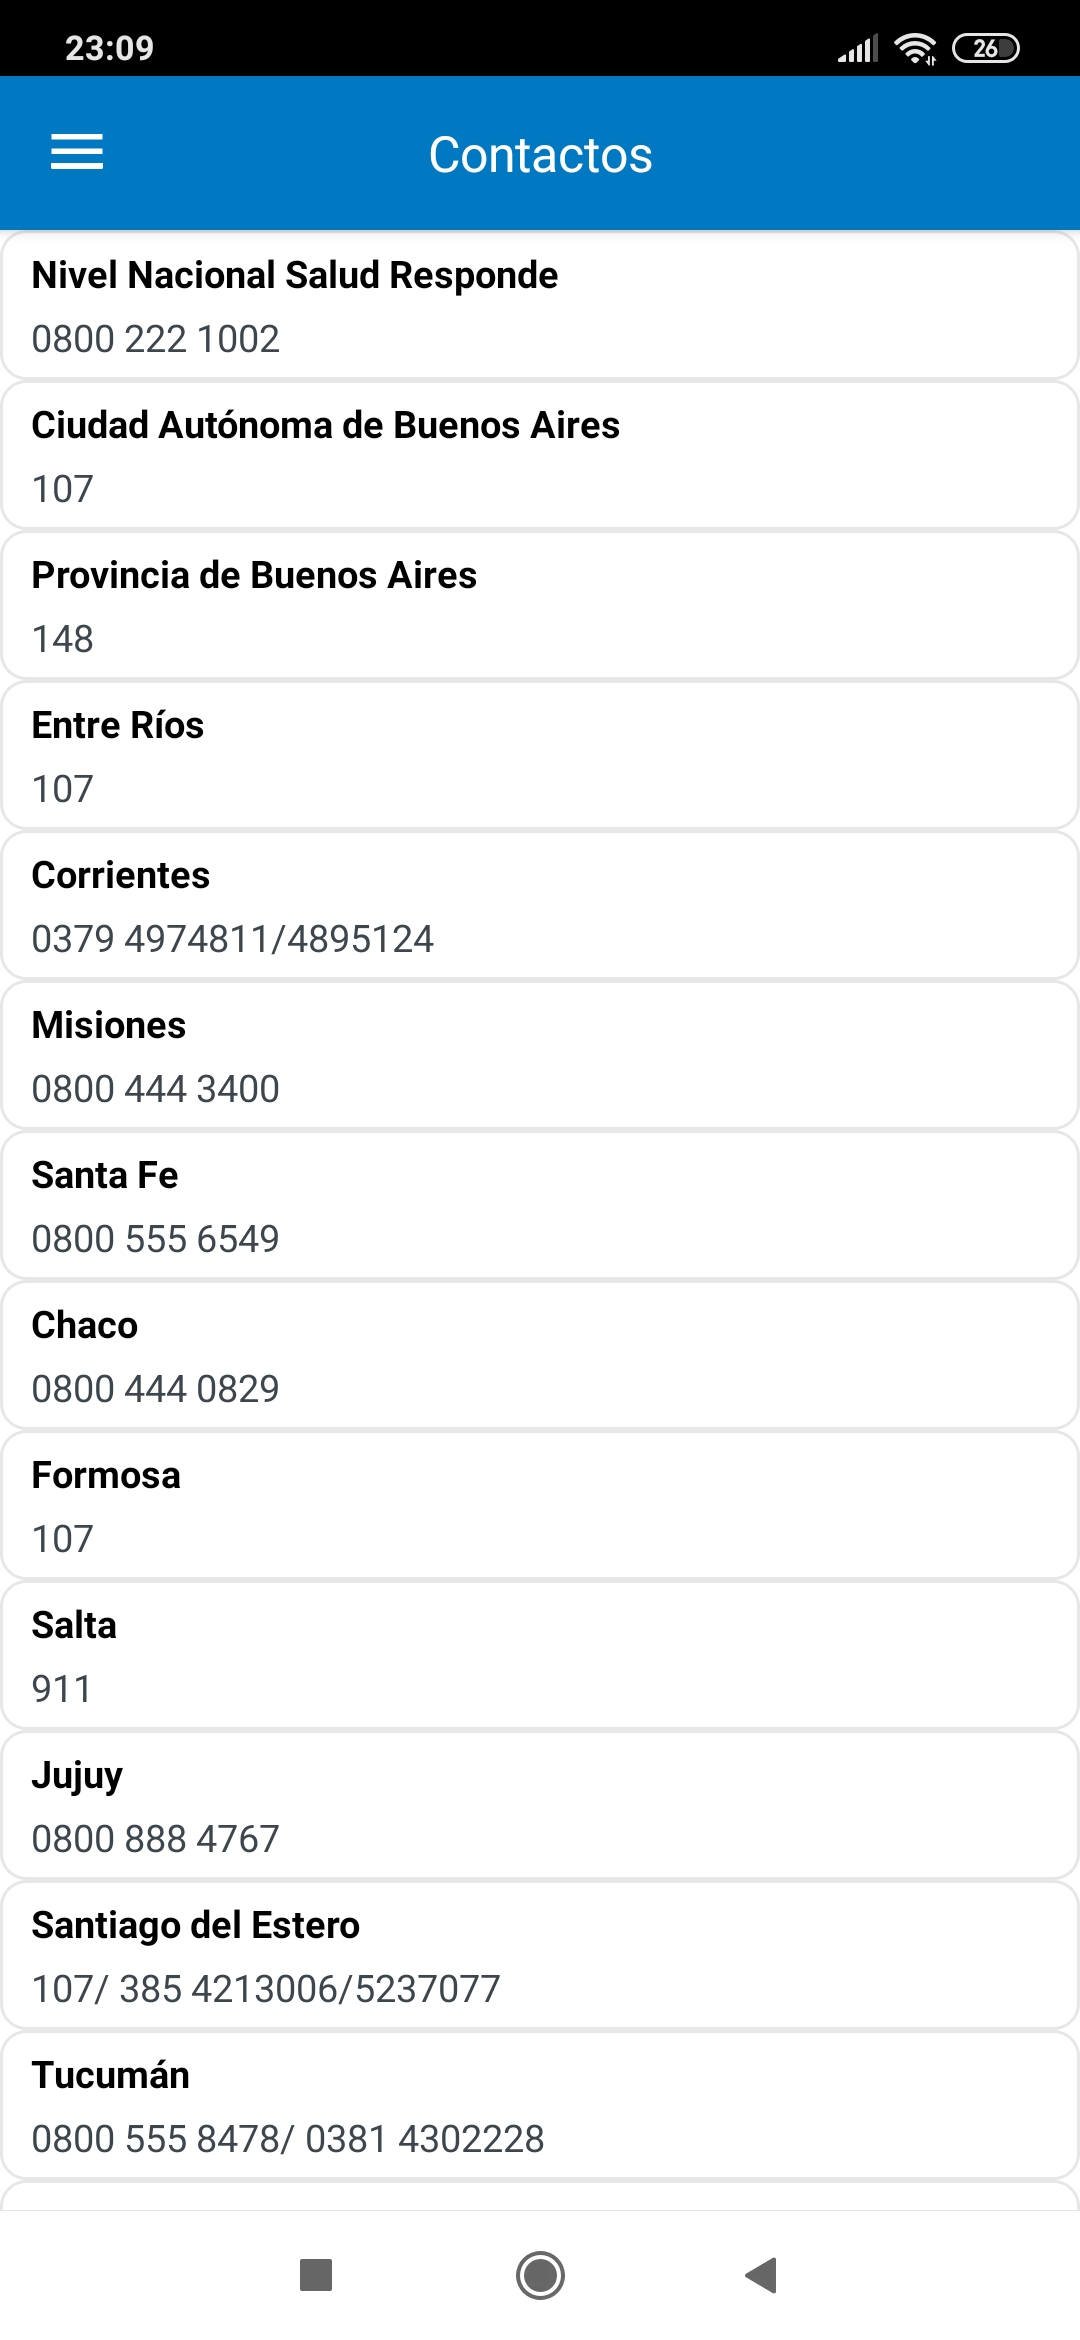 23:09
26
Contactos
Nivel Nacional Salud Responde
0800 222 1002
Ciudad Autónoma de Buenos Aires
107
Provincia de Buenos Aires
148
Entre Ríos
107
Corrientes
0379 4974811/4895124
Misiones
0800 444 3400
Santa Fe
0800 555 6549
Chaco
0800 444 0829
Formosa
107
Salta
911
Jujuy
0800 888 4767
Santiago del Estero
107/ 385 4213006/5237077
Tucumán
0800 555 8478/ 0381 4302228